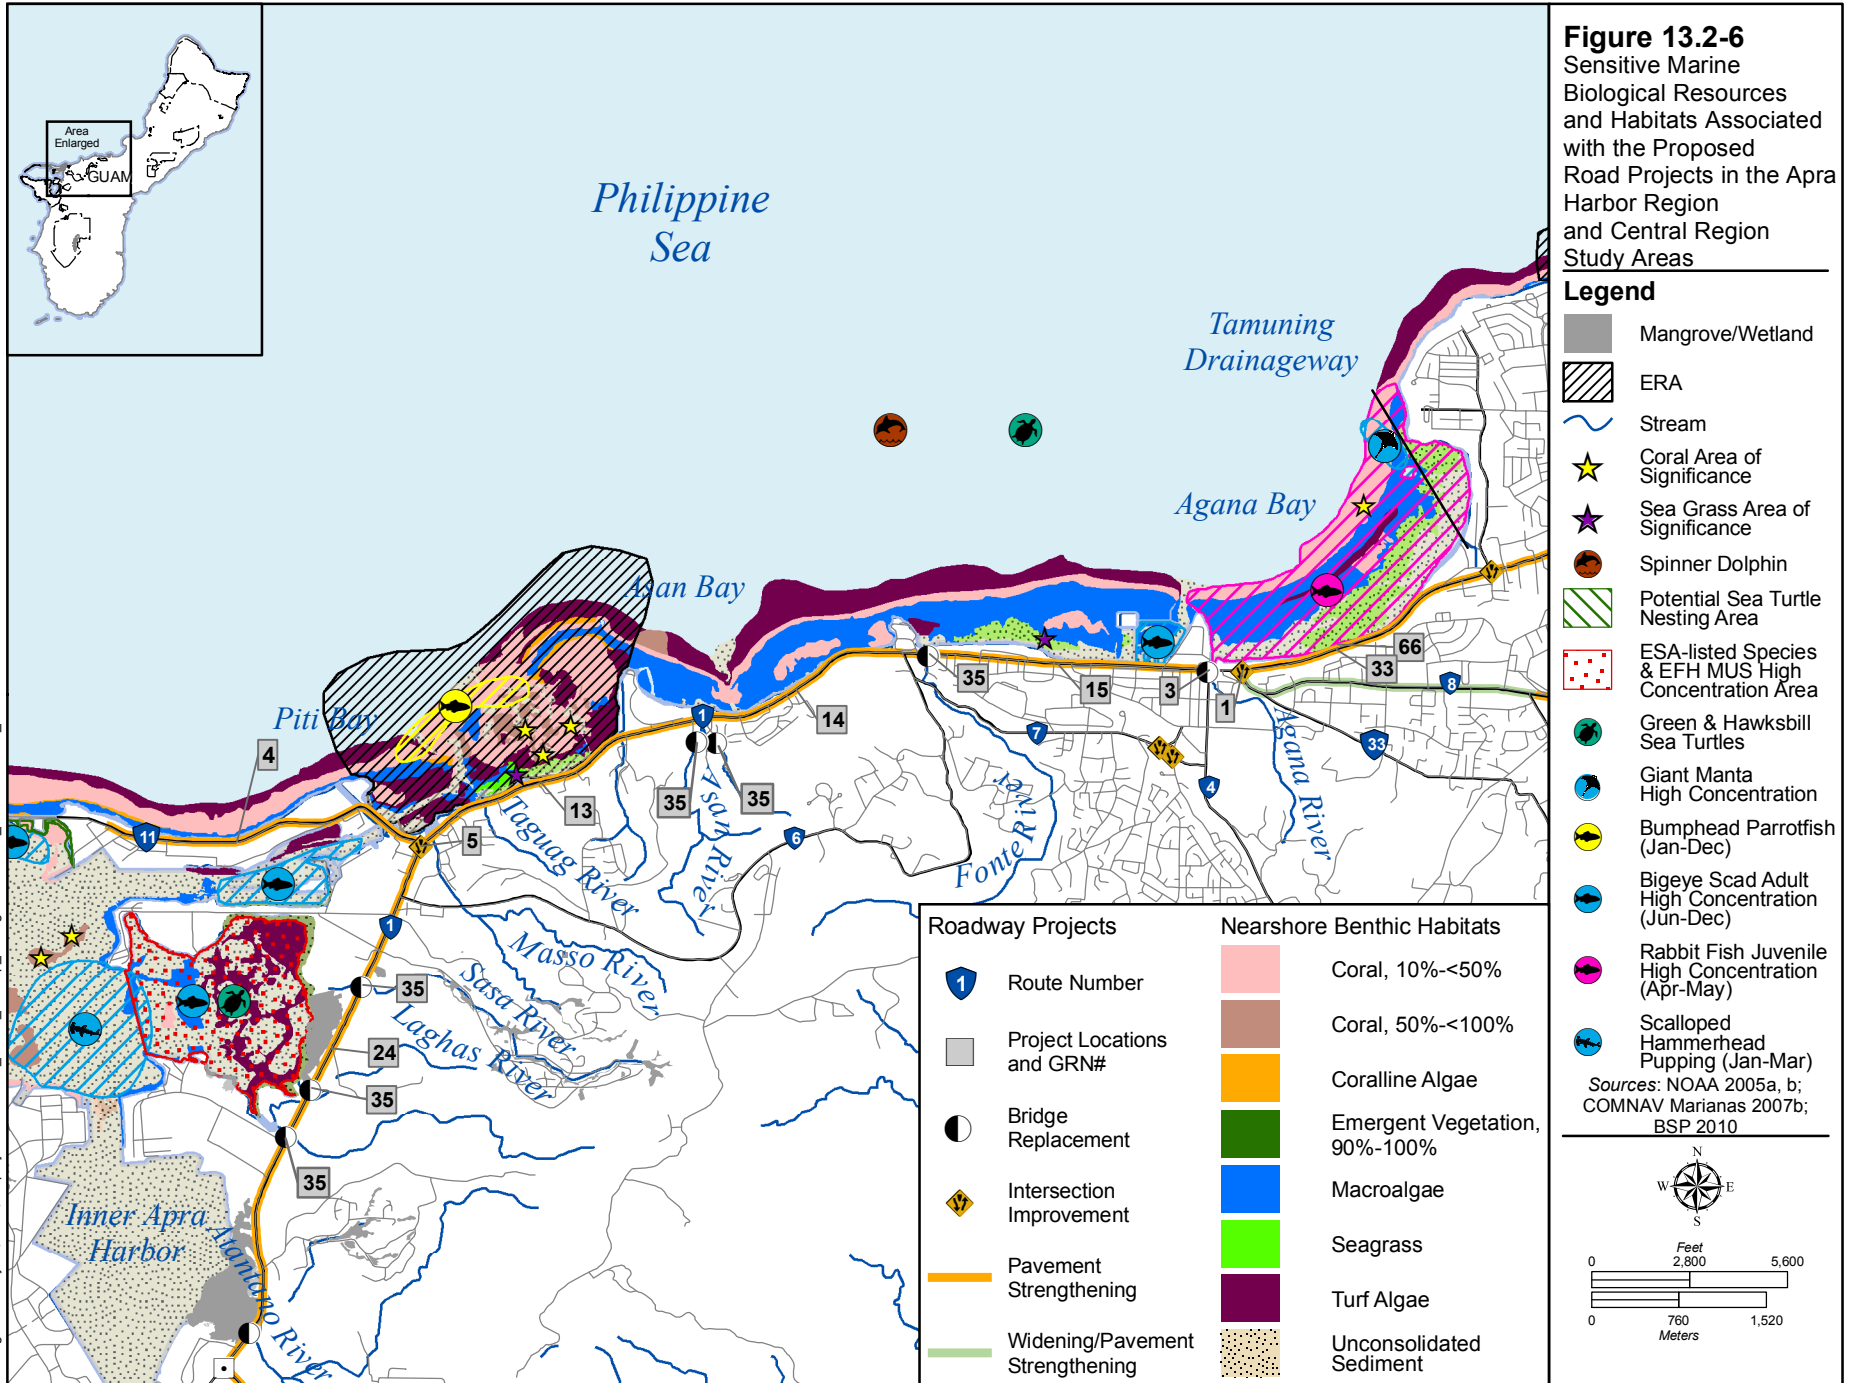 Area
Enlarged
GUAM
Philippine
Sea
Tamuning
Drainageway
Agana Bay
Asan Bay
Piti Bay
4
11
5
13
35
35
1
14
35
15
3
1
33
66
8
7
33
4
6
Taguag River
Asan River
Fonte River
Agana River
Masso River
Sasa River
Laghas River
1
35
24
35
35
Inner Apra
Harbor
Atantano River
Roadway Projects
1
Route Number
Project Locations
and GRN#
Bridge
Replacement
Intersection
Improvement
Pavement
Strengthening
Widening/Pavement
Strengthening
Nearshore Benthic Habitats
Coral, 10%-<50%
Coral, 50%-<100%
Coralline Algae
Emergent Vegetation,
90%-100%
Macroalgae
Seagrass
Turf Algae
Unconsolidated
Sediment
Figure 13.2-6
Sensitive Marine
Biological Resources
and Habitats Associated
with the Proposed
Road Projects in the Apra
Harbor Region
and Central Region
Study Areas
Legend
Mangrove/Wetland
ERA
Stream
Coral Area of
Significance
Sea Grass Area of
Significance
Spinner Dolphin
Potential Sea Turtle
Nesting Area
ESA-listed Species
& EFH MUS High
Concentration Area
Green & Hawksbill
Sea Turtles
Giant Manta
High Concentration
Bumphead Parrotfish
(Jan-Dec)
Bigeye Scad Adult
High Concentration
(Jun-Dec)
Rabbit Fish Juvenile
High Concentration
(Apr-May)
Scalloped
Hammerhead
Pupping (Jan-Mar)
Sources: NOAA 2005a, b;
COMNAV Marianas 2007b;
BSP 2010
N
W E
S
Feet
0 2,800 5,600
0 760 1,520
Meters